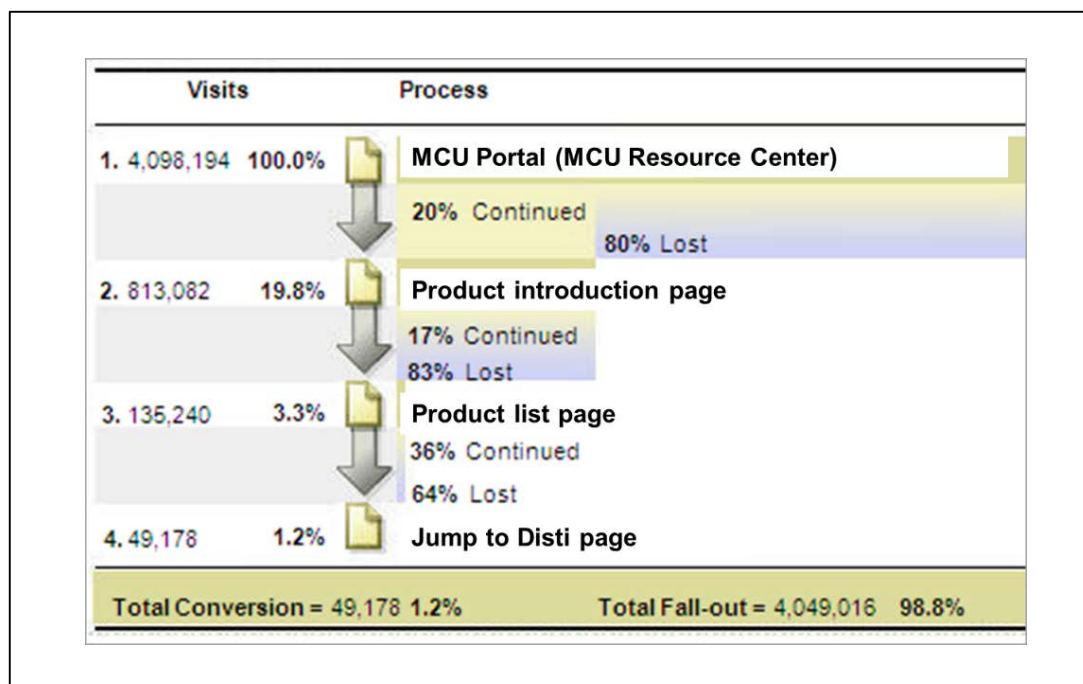 Visits Process
1. 4,098,194 100.0% MCU Portal (MCU Resource Center)
20% Continued
80% Lost
2. 813,082 19.8% Product introduction page
17% Continued
83% Lost
3. 135,240 3.3% Product list page
36% Continued
64% Lost
4. 49,178 1.2% Jump to Disti page
Total Conversion = 49,178 1.2% Total Fall-out = 4,049,016 98.8%